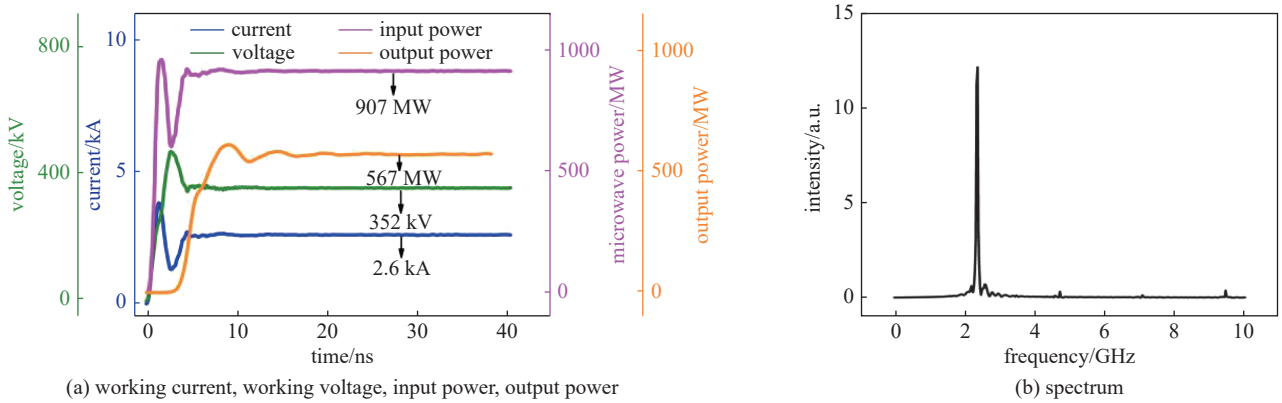 current
input power
voltage
output power
voltage/kV
800
400
0
current/kA
10
5
0
907 MW
567 MW
352 kV
2.6 kA
0
10
20
30
40
time/ns
microwave power/MW
1000
500
0
output power/MW
1000
500
0
(a) working current, working voltage, input power, output power
intensity/a.u.
15
10
5
0
0
2
4
6
8
10
frequency/GHz
(b) spectrum